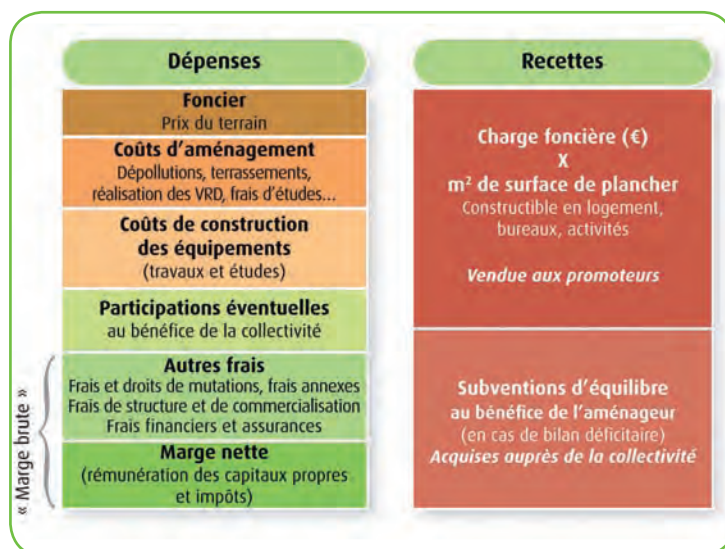 Dépenses
Foncier
Prix du terrain
Coûts d'aménagement
Dépollutions, terrassements,
réalisation des VRD, frais d'études...
Coûts de construction
des équipements
(travaux et études)
Participations éventuelles
au bénéfice de la collectivité
« Marge brute »
Autres frais
Frais et droits de mutations, frais annexes
Frais de structure et de commercialisation
Frais financiers et assurances
Marge nette
(rémunération des capitaux propres
et impôts)
Recettes
Charge foncière (€)
X
m² de surface de plancher
Constructible en logement,
bureaux, activités
Vendue aux promoteurs
Subventions d'équilibre
au bénéfice de l'aménageur
(en cas de bilan déficitaire)
Acquises auprès de la collectivité